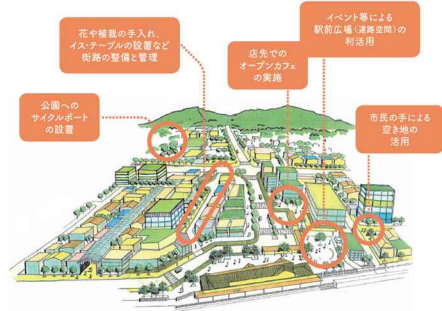 花や植栽の手入れ、
イス・テーブルの設置など
街路の整備と管理
店先での
オープンカフェ
の実施
イベント等による
駅前広場（道路空間）の
利活用
公園への
サイクルポート
の設置
市民の手による
空き地の
活用